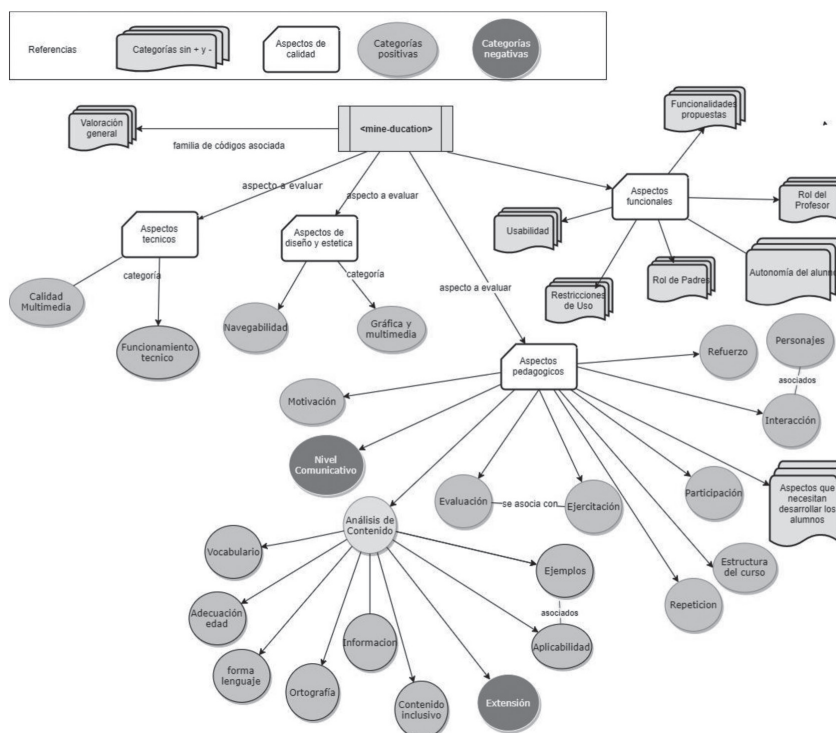 Referencias
Categorías sin + y -
Aspectos de
calidad
Categorías
positivas
Categorías
negativas
Funcionalidades
propuestas
Valoración
general
<mine-ducation>
familia de códigos asociada
aspecto a evaluar
aspecto a evaluar
Aspectos
funcionales
Rol del
Profesor
Aspectos
tecnicos
Aspectos de
diseño y estetica
Usabilidad
categoría
categoría
aspecto a evaluar
Restricciones
de Uso
Rol de Padres
Autonomía del alumn
Calidad
Multimedia
Navegabilidad
Gráfica y
multimedia
Funcionamiento
tecnico
Personajes
Refuerzo
Aspectos
pedagogicos
asociados
Motivación
Interacción
Nivel
Comunicativo
Evaluación
se asocia con
Ejercitación
Participación
Aspectos que
necesitan
desarrollar los
alumnos
Análisis de
Contenido
Vocabulario
Ejemplos
Estructura
del curso
Repeticion
Adecuación
edad
asociados
Informacion
Aplicabilidad
forma
lenguaje
Ortografía
Contenido
inclusivo
Extensión